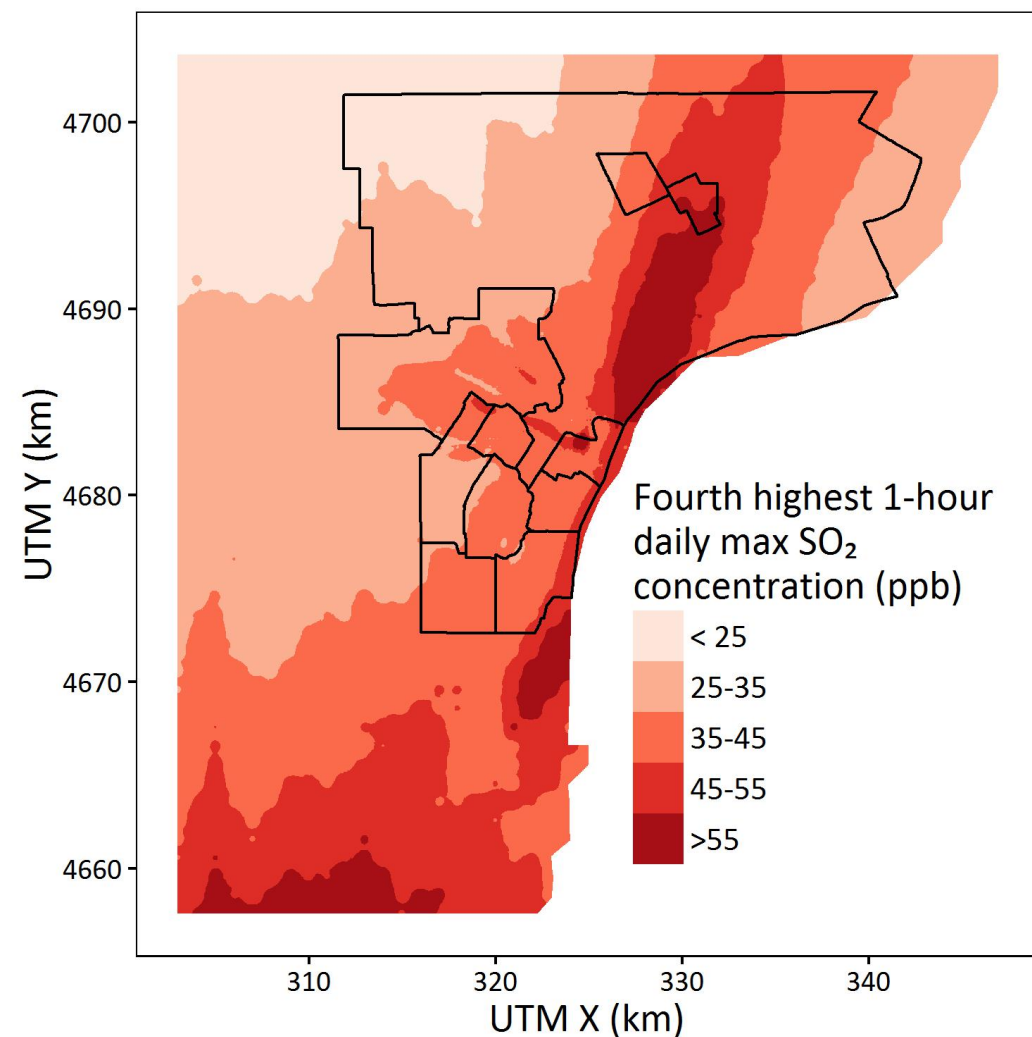 4700
4690
4680
4670
4660
UTM Y (km)
310
320
330
340
UTM X (km)
Fourth highest 1-hour
daily max SO₂
concentration (ppb)
< 25
25-35
35-45
45-55
>55